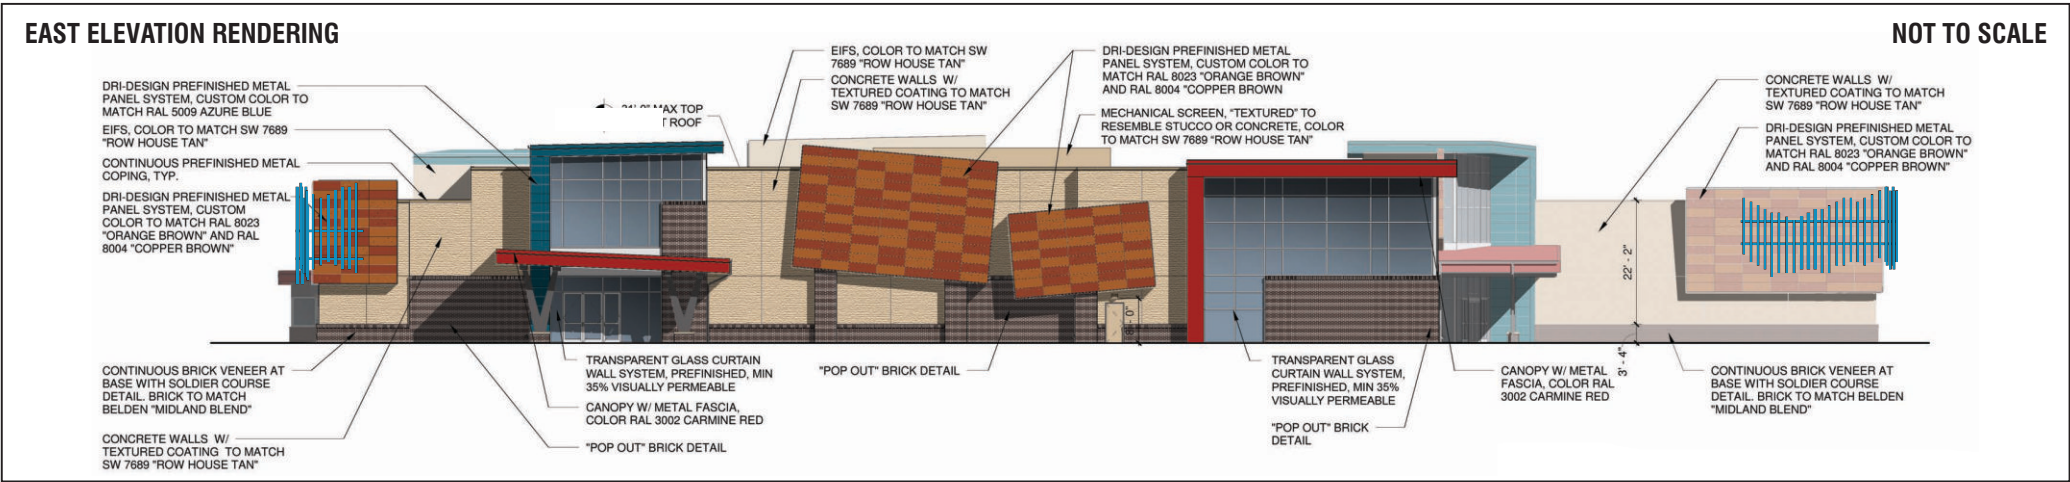 EAST ELEVATION RENDERING
NOT TO SCALE
DRI-DESIGN PREFINISHED METAL
PANEL SYSTEM, CUSTOM COLOR TO
MATCH RAL 5009 AZURE BLUE
EIFS, COLOR TO MATCH SW 7689
"ROW HOUSE TAN"
CONTINUOUS PREFINISHED METAL
COPING, TYP.
DRI-DESIGN PREFINISHED METAL
PANEL SYSTEM, CUSTOM
COLOR TO MATCH RAL 8023
"ORANGE BROWN" AND RAL
8004 "COPPER BROWN"
MAX TOP
ROOF
EIFS, COLOR TO MATCH SW
7689 "ROW HOUSE TAN"
CONCRETE WALLS W/
TEXTURED COATING TO MATCH
SW 7689 "ROW HOUSE TAN"
DRI-DESIGN PREFINISHED METAL
PANEL SYSTEM, CUSTOM COLOR TO
MATCH RAL 8023 "ORANGE BROWN"
AND RAL 8004 "COPPER BROWN
MECHANICAL SCREEN, "TEXTURED" TO
RESEMBLE STUCCO OR CONCRETE, COLOR
TO MATCH SW 7689 "ROW HOUSE TAN"
CONCRETE WALLS W/
TEXTURED COATING TO MATCH
SW 7689 "ROW HOUSE TAN"
DRI-DESIGN PREFINISHED METAL
PANEL SYSTEM, CUSTOM COLOR TO
MATCH RAL 8023 "ORANGE BROWN"
AND RAL 8004 "COPPER BROWN"
22' - 2"
8' - 0"
3' - 4"
CONTINUOUS BRICK VENEER AT
BASE WITH SOLDIER COURSE
DETAIL. BRICK TO MATCH
BELDEN "MIDLAND BLEND"
CONCRETE WALLS W/
TEXTURED COATING TO MATCH
SW 7689 "ROW HOUSE TAN"
TRANSPARENT GLASS CURTAIN
WALL SYSTEM, PREFINISHED, MIN
35% VISUALLY PERMEABLE
CANOPY W/ METAL FASCIA,
COLOR RAL 3002 CARMINE RED
"POP OUT" BRICK DETAIL
"POP OUT" BRICK DETAIL
TRANSPARENT GLASS
CURTAIN WALL SYSTEM,
PREFINISHED, MIN 35%
VISUALLY PERMEABLE
"POP OUT" BRICK
DETAIL
CANOPY W/ METAL
FASCIA, COLOR RAL
3002 CARMINE RED
CONTINUOUS BRICK VENEER AT
BASE WITH SOLDIER COURSE
DETAIL. BRICK TO MATCH BELDEN
"MIDLAND BLEND"